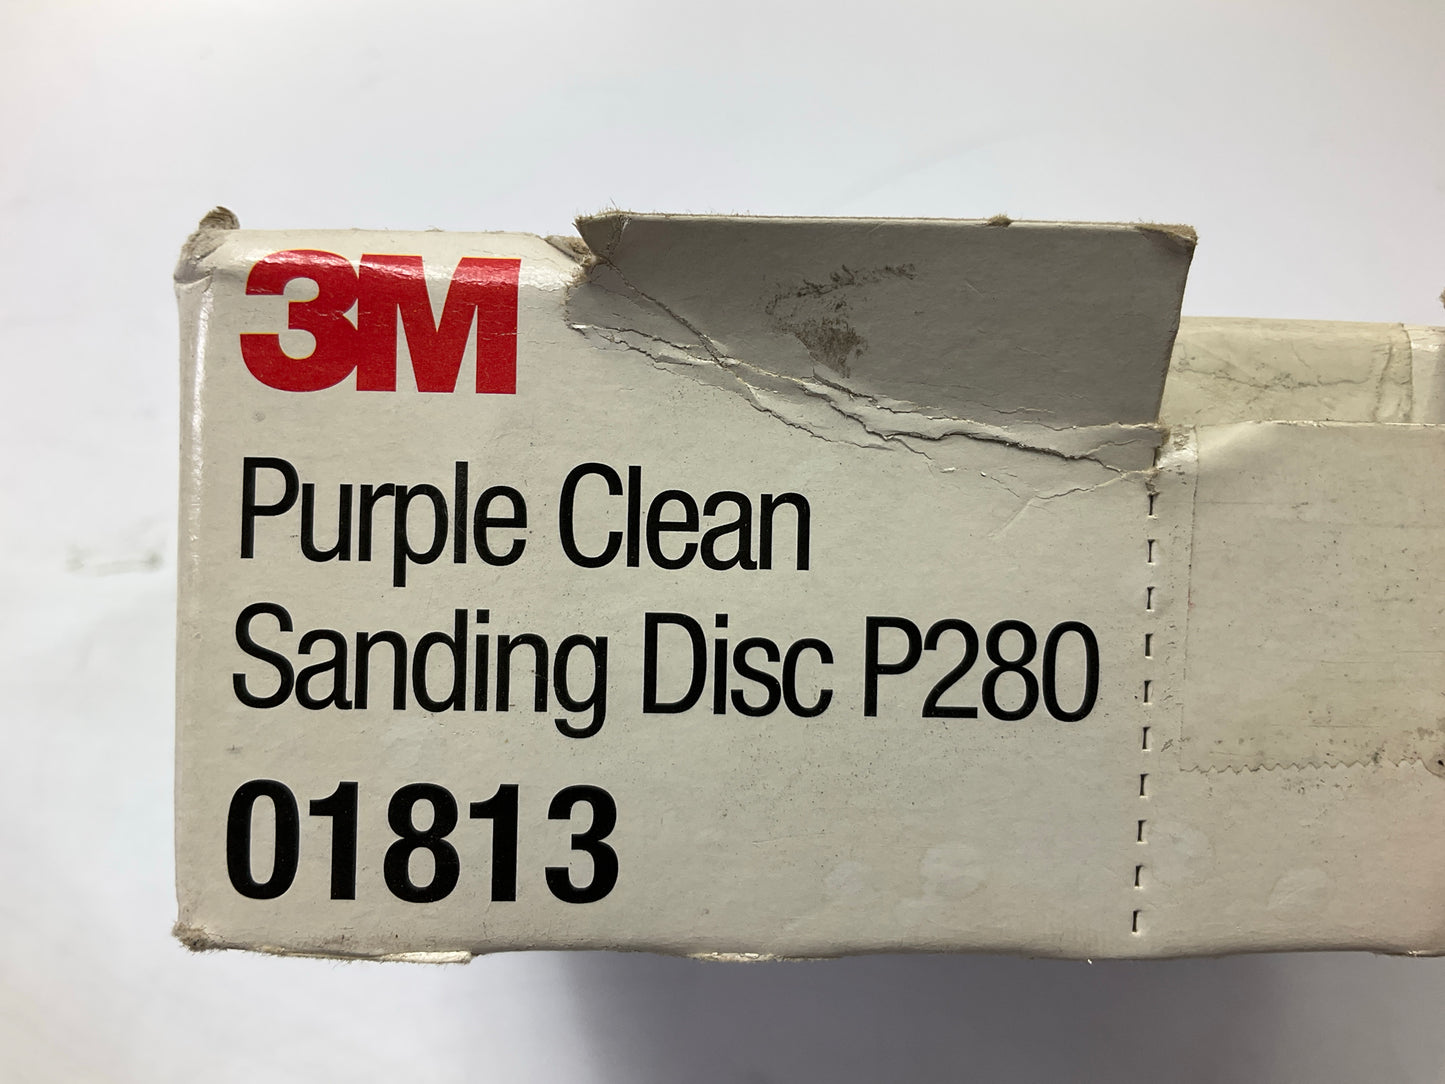 3M
Purple Clean
Sanding Disc P280
01813